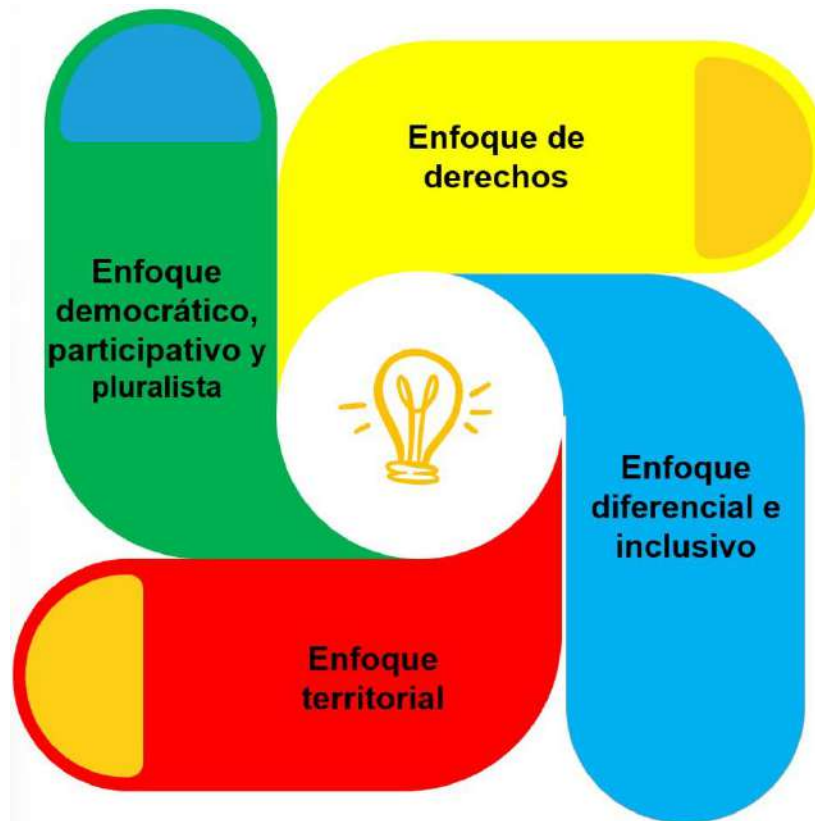 Enfoque de
derechos
Enfoque
democrático,
participativo y
pluralista
Enfoque
diferencial e
inclusivo
Enfoque
territorial